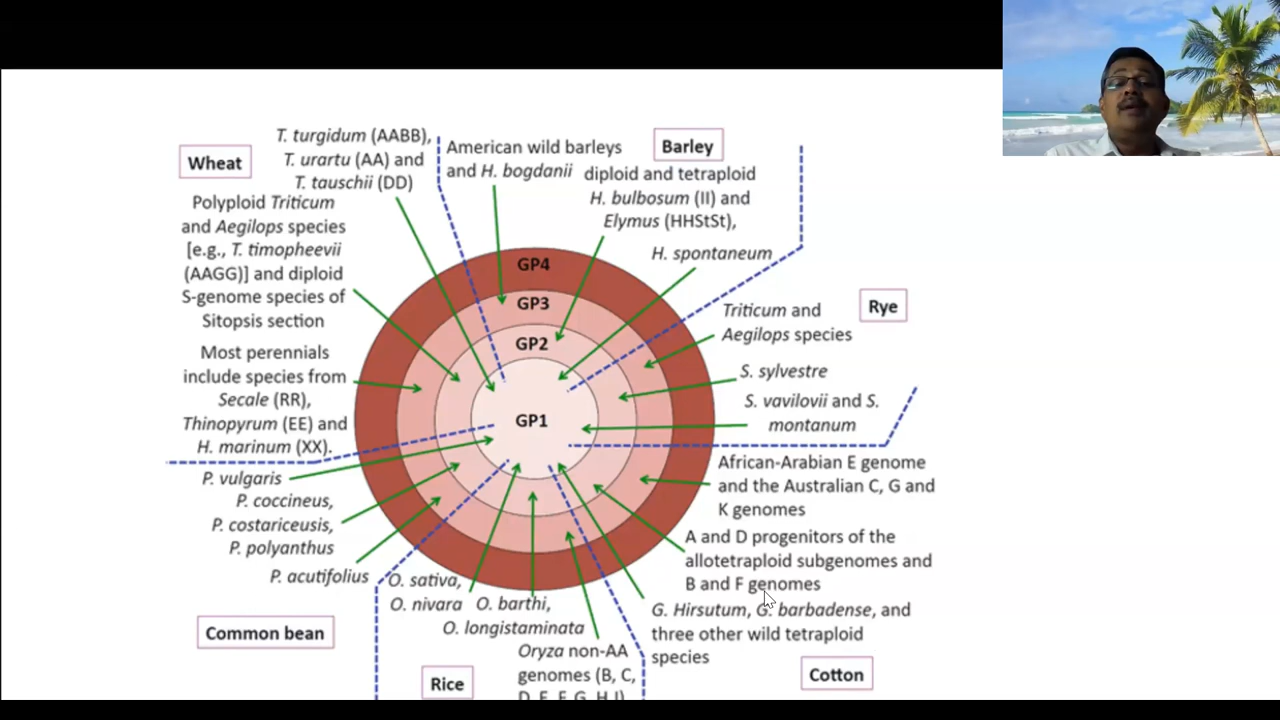 Wheat
T. turgidum (AABB),
T. urartu (AA) and
T. tauschii (DD)
Polyploid Triticum
and Aegilops species
[e.g., T. timopheevii
(AAGG)] and diploid
S-genome species of
Sitopsis section
Most perennials
include species from
Secale (RR),
Thinopyrum (EE) and
H. marinum (XX).
American wild barleys
and H. bogdanii
Barley
diploid and tetraploid
H. bulbosum (II) and
Elymus (HHStSt),
H. spontaneum
Rye
Triticum and
Aegilops species
S. sylvestre
S. vavilovii and S.
montanum
GP4
GP3
GP2
GP1
African-Arabian E genome
and the Australian C, G and
K genomes
A and D progenitors of the
allotetraploid subgenomes and
B and F genomes
G. Hirsutum, G. barbadense, and
three other wild tetraploid
species
Cotton
P. vulgaris
P. coccineus,
P. costariceusis,
P. polyanthus
P. acutifolius
Common bean
O. sativa,
O. nivara
O. barthi,
O. longistaminata
Oryza non-AA
genomes (B, C,
D, E, F, G, H, J)
Rice